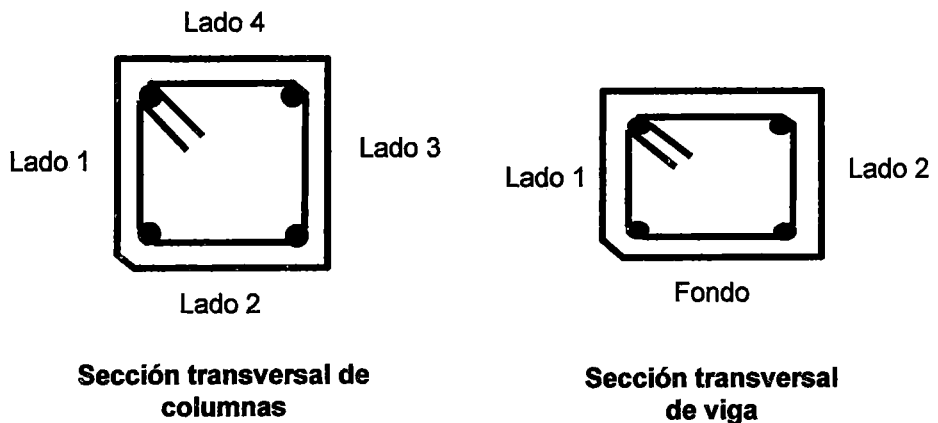 Lado 4
Lado 1
Lado 3
Lado 2
Sección transversal de
columnas
Lado 1
Lado 2
Fondo
Sección transversal
de viga